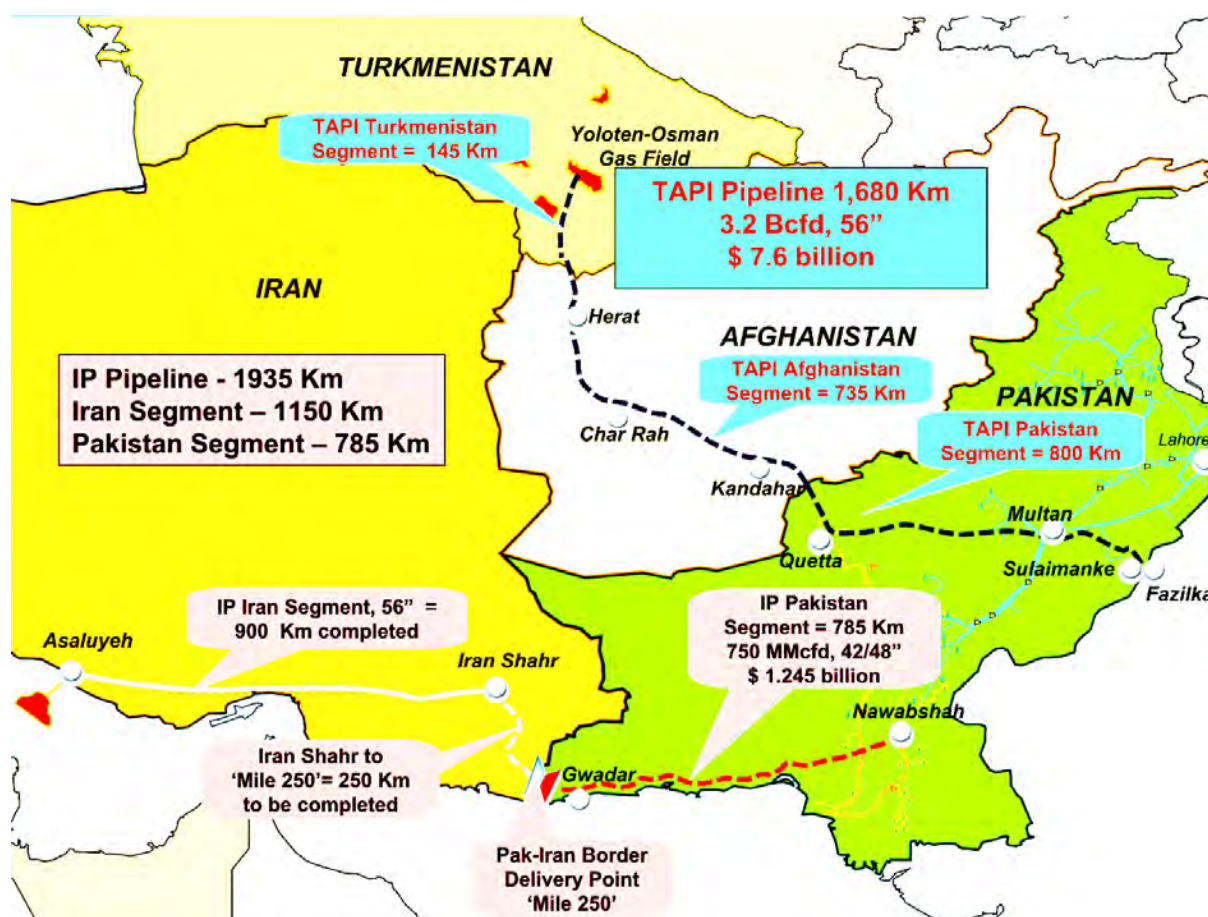 TURKMENISTAN
TAPI Turkmenistan
Segment = 145 Km
Yoloten-Osman
Gas Field
TAPI Pipeline 1,680 Km
3.2 Bcfd, 56”
$ 7.6 billion
IRAN
Herat
AFGHANISTAN
IP Pipeline - 1935 Km
Iran Segment – 1150 Km
Pakistan Segment – 785 Km
TAPI Afghanistan
Segment = 735 Km
PAKISTAN
Char Rah
TAPI Pakistan
Segment = 800 Km
Lahore
Kandahar
Multan
Quetta
Sulaimanke
Fazilka
IP Iran Segment, 56” =
900 Km completed
IP Pakistan
Segment = 785 Km
750 MMcfd, 42/48”
$ 1.245 billion
Asaluyeh
Iran Shahr
Nawabshah
Iran Shahr to
‘Mile 250’= 250 Km
to be completed
Gwadar
Pak-Iran Border
Delivery Point
‘Mile 250’